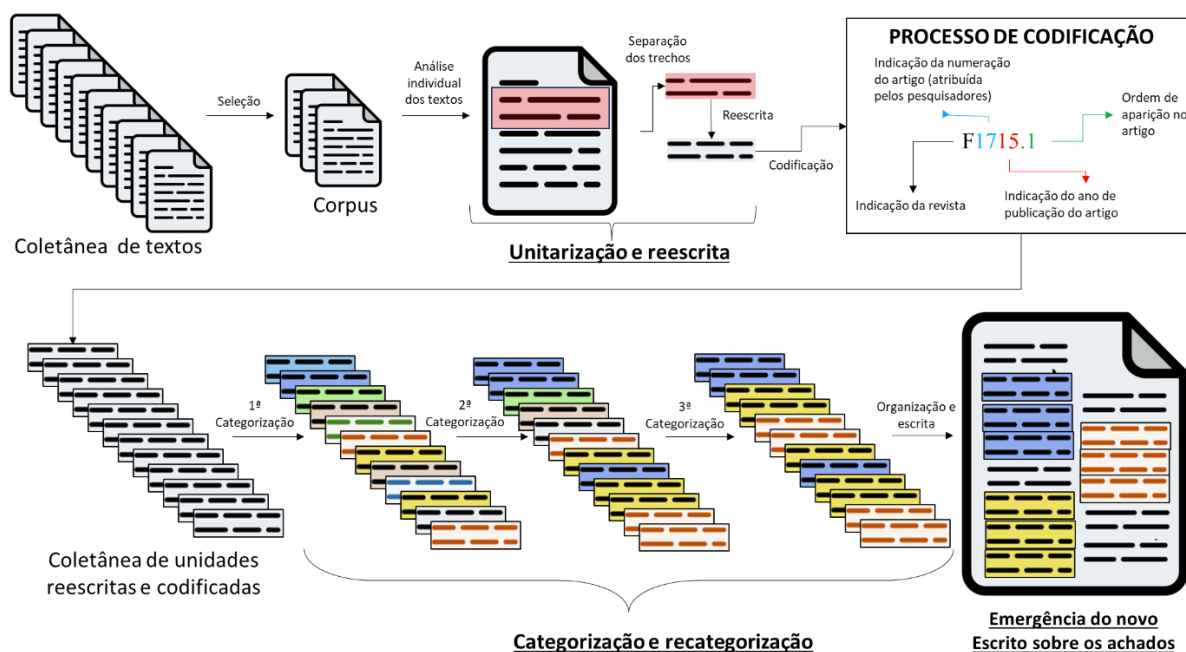 Coletânea de textos
Seleção
Corpus
Análise
individual
dos textos
Separação
dos trechos
Reescrita
Codificação
Unitarização e reescrita
PROCESSO DE CODIFICAÇÃO
Indicação da numeração
do artigo (atribuída
pelos pesquisadores)
Ordem de
aparição no
artigo
F1715.1
Indicação da revista
Indicação do ano de
publicação do artigo
Coletânea de unidades
reescritas e codificadas
1ª
Categorização
2ª
Categorização
3ª
Categorização
Organização e
escrita
Categorização e recategorização
Emergência do novo
Escrito sobre os achados